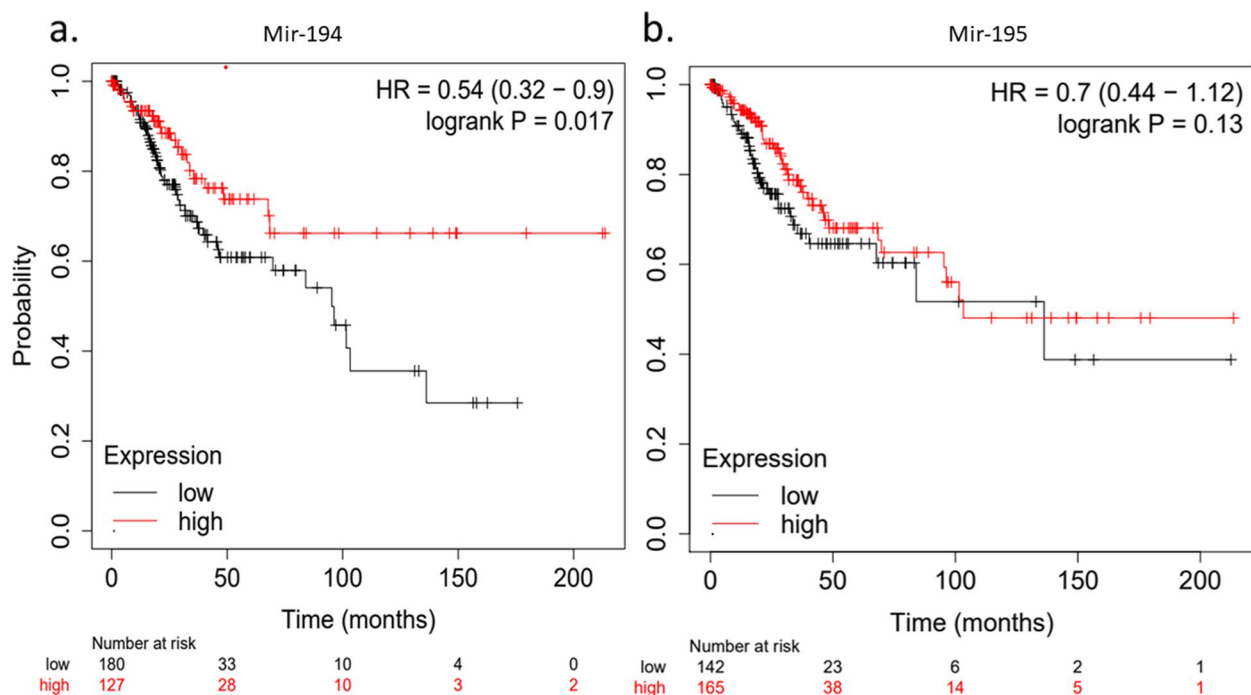 a.
Mir-194
HR = 0.54 (0.32 − 0.9)
logrank P = 0.017
1.0
0.8
0.6
0.4
0.2
0.0
Probability
Expression
low
high
0 50 100 150 200
Time (months)
Number at risk
low 180 33 10 4 0
high 127 28 10 3 2
b.
Mir-195
HR = 0.7 (0.44 − 1.12)
logrank P = 0.13
1.0
0.8
0.6
0.4
0.2
0.0
Expression
low
high
0 50 100 150 200
Time (months)
Number at risk
low 142 23 6 2 1
high 165 38 14 5 1